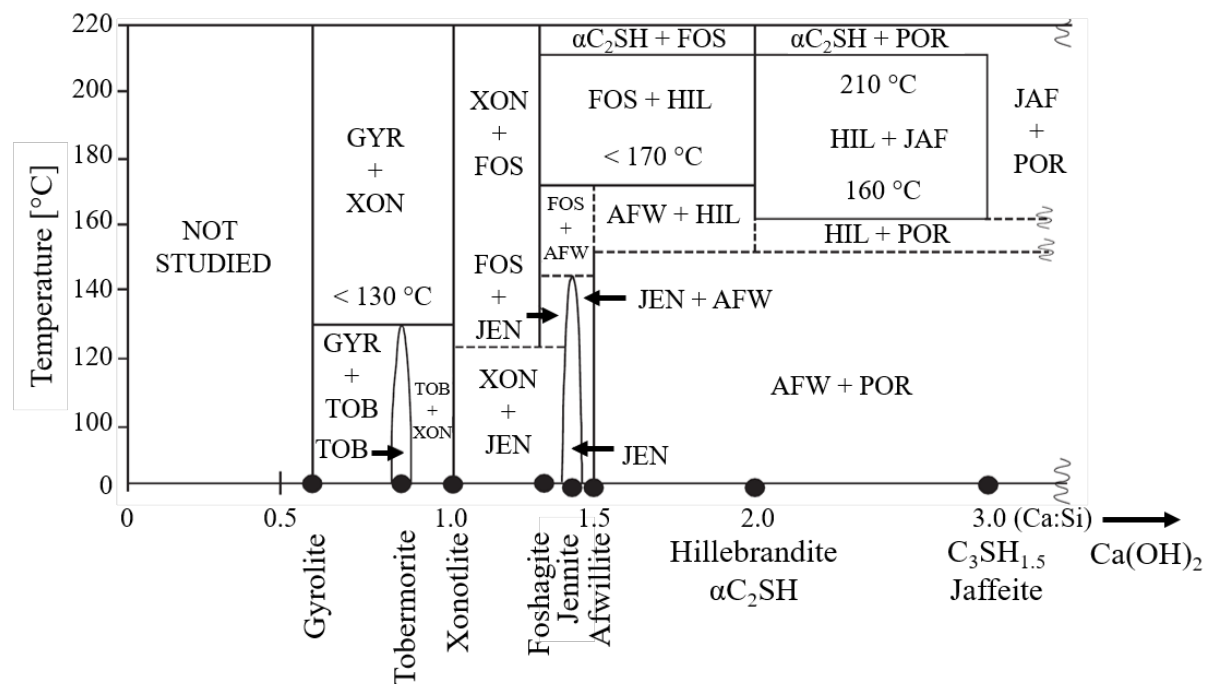 220
200
180
160
140
120
100
0
Temperature [°C]
NOT
STUDIED
GYR
+
XON
< 130 °C
GYR
+
TOB
TOB
TOB
+
XON
XON
+
FOS
FOS
+
JEN
XON
+
JEN
αC₂SH + FOS
FOS + HIL
< 170 °C
FOS
+
AFW
AFW + HIL
JEN + AFW
JEN
αC₂SH + POR
210 °C
HIL + JAF
160 °C
HIL + POR
JAF
+
POR
AFW + POR
0
0.5
1.0
1.5
2.0
3.0 (Ca:Si)
Gyrolite
Tobermorite
Xonotlite
Foshagite
Jennite
Afwillite
Hillebrandite
αC₂SH
C₃SH₁.₅
Jaffeite
Ca(OH)₂